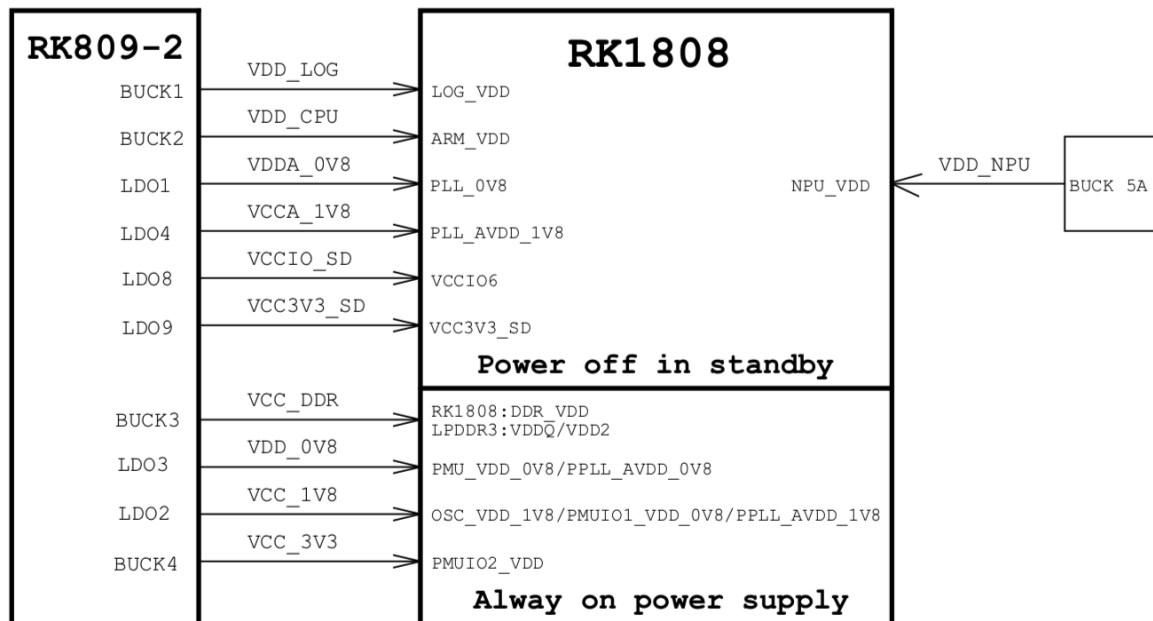 RK809-2
RK1808
BUCK1 VDD_LOG LOG_VDD
BUCK2 VDD_CPU ARM_VDD
LDO1 VDDA_0V8 PLL_0V8 NPU_VDD VDD_NPU BUCK 5A
LDO4 VCCA_1V8 PLL_AVDD_1V8
LDO8 VCCIO_SD VCCIO6
LDO9 VCC3V3_SD VCC3V3_SD
Power off in standby
BUCK3 VCC_DDR RK1808:DDR_VDD
LPDDR3:VDDQ/VDD2
LDO3 VDD_0V8 PMU_VDD_0V8/PPLL_AVDD_0V8
LDO2 VCC_1V8 OSC_VDD_1V8/PMUIO1_VDD_0V8/PPLL_AVDD_1V8
BUCK4 VCC_3V3 PMUIO2_VDD
Alway on power supply